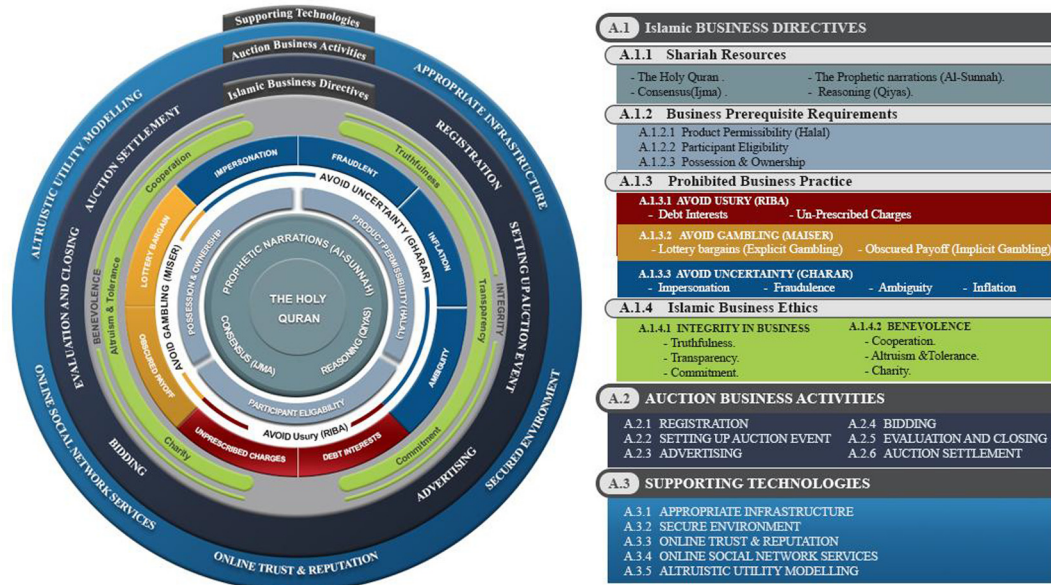 Supporting Technologies
Auction Business Activities
Islamic Bussiness Directives
ALTRUISTIC UTILITY MODELLING
APPROPRIATE INFRASTRUCTURE
SECURED ENVIRONMENT
ONLINE TRUST & REPUTATION
ONLINE SOCIAL NETWORK SERVICES
AUCTION SETTLEMENT
REGISTRATION
SETTING UP AUCTION EVENT
ADVERTISING
BIDDING
EVALUATION AND CLOSING
Cooperation
Truthfulness
BENEVOLENCE
Altruism & Tolerance
INTEGRITY
Transparency
Charity
Commitment
IMPERSONATION
FRAUDLENT
INFLATION
AMBIGUITY
DEBT INTERESTS
UNPRESCRIBED CHARGES
OBSCURED PAYOFF
LOTTERY BARGAIN
AVOID UNCERTAINTY (GHARAR)
AVOID GAMBLING (MISER)
AVOID Usury (RIBA)
POSSESSION & OWNERSHIP
PRODUCT PERMISSIBILITY (HALAL)
PARTICIPANT ELIGABILITY
PROPHETIC NARRATIONS (AL-SUNNAH)
CONSENSUS (IJMA)
REASONING (QIYAS)
THE HOLY
QURAN
A.1 Islamic BUSINESS DIRECTIVES
A.1.1 Shariah Resources
- The Holy Quran . - The Prophetic narrations (Al-Sunnah).
- Consensus(Ijma) . - Reasoning (Qiyas).
A.1.2 Business Prerequisite Requirements
A.1.2.1 Product Permissibility (Halal)
A.1.2.2 Participant Eligibility
A.1.2.3 Possession & Ownership
A.1.3 Prohibited Business Practice
A.1.3.1 AVOID USURY (RIBA)
- Debt Interests - Un-Prescribed Charges
A.1.3.2 AVOID GAMBLING (MAISER)
- Lottery bargains (Explicit Gambling) - Obscured Payoff (Implicit Gambling)
A.1.3.3 AVOID UNCERTAINTY (GHARAR)
- Impersonation - Fraudulence - Ambiguity - Inflation
A.1.4 Islamic Business Ethics
A.1.4.1 INTEGRITY IN BUSINESS A.1.4.2 BENEVOLENCE
- Truthfulness. - Cooperation.
- Transparency. - Altruism &Tolerance.
- Commitment. - Charity.
A.2 AUCTION BUSINESS ACTIVITIES
A.2.1 REGISTRATION A.2.4 BIDDING
A.2.2 SETTING UP AUCTION EVENT A.2.5 EVALUATION AND CLOSING
A.2.3 ADVERTISING A.2.6 AUCTION SETTLEMENT
A.3 SUPPORTING TECHNOLOGIES
A.3.1 APPROPRIATE INFRASTRUCTURE
A.3.2 SECURE ENVIRONMENT
A.3.3 ONLINE TRUST & REPUTATION
A.3.4 ONLINE SOCIAL NETWORK SERVICES
A.3.5 ALTRUISTIC UTILITY MODELLING